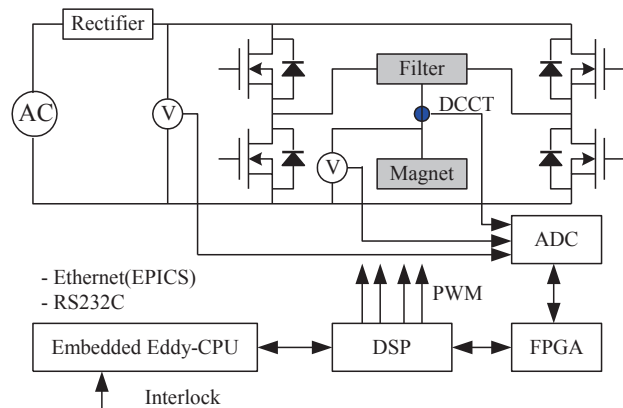 Rectifier
AC
V
Filter
DCCT
V
Magnet
ADC
- Ethernet(EPICS)
- RS232C
PWM
Embedded Eddy-CPU
DSP
FPGA
Interlock